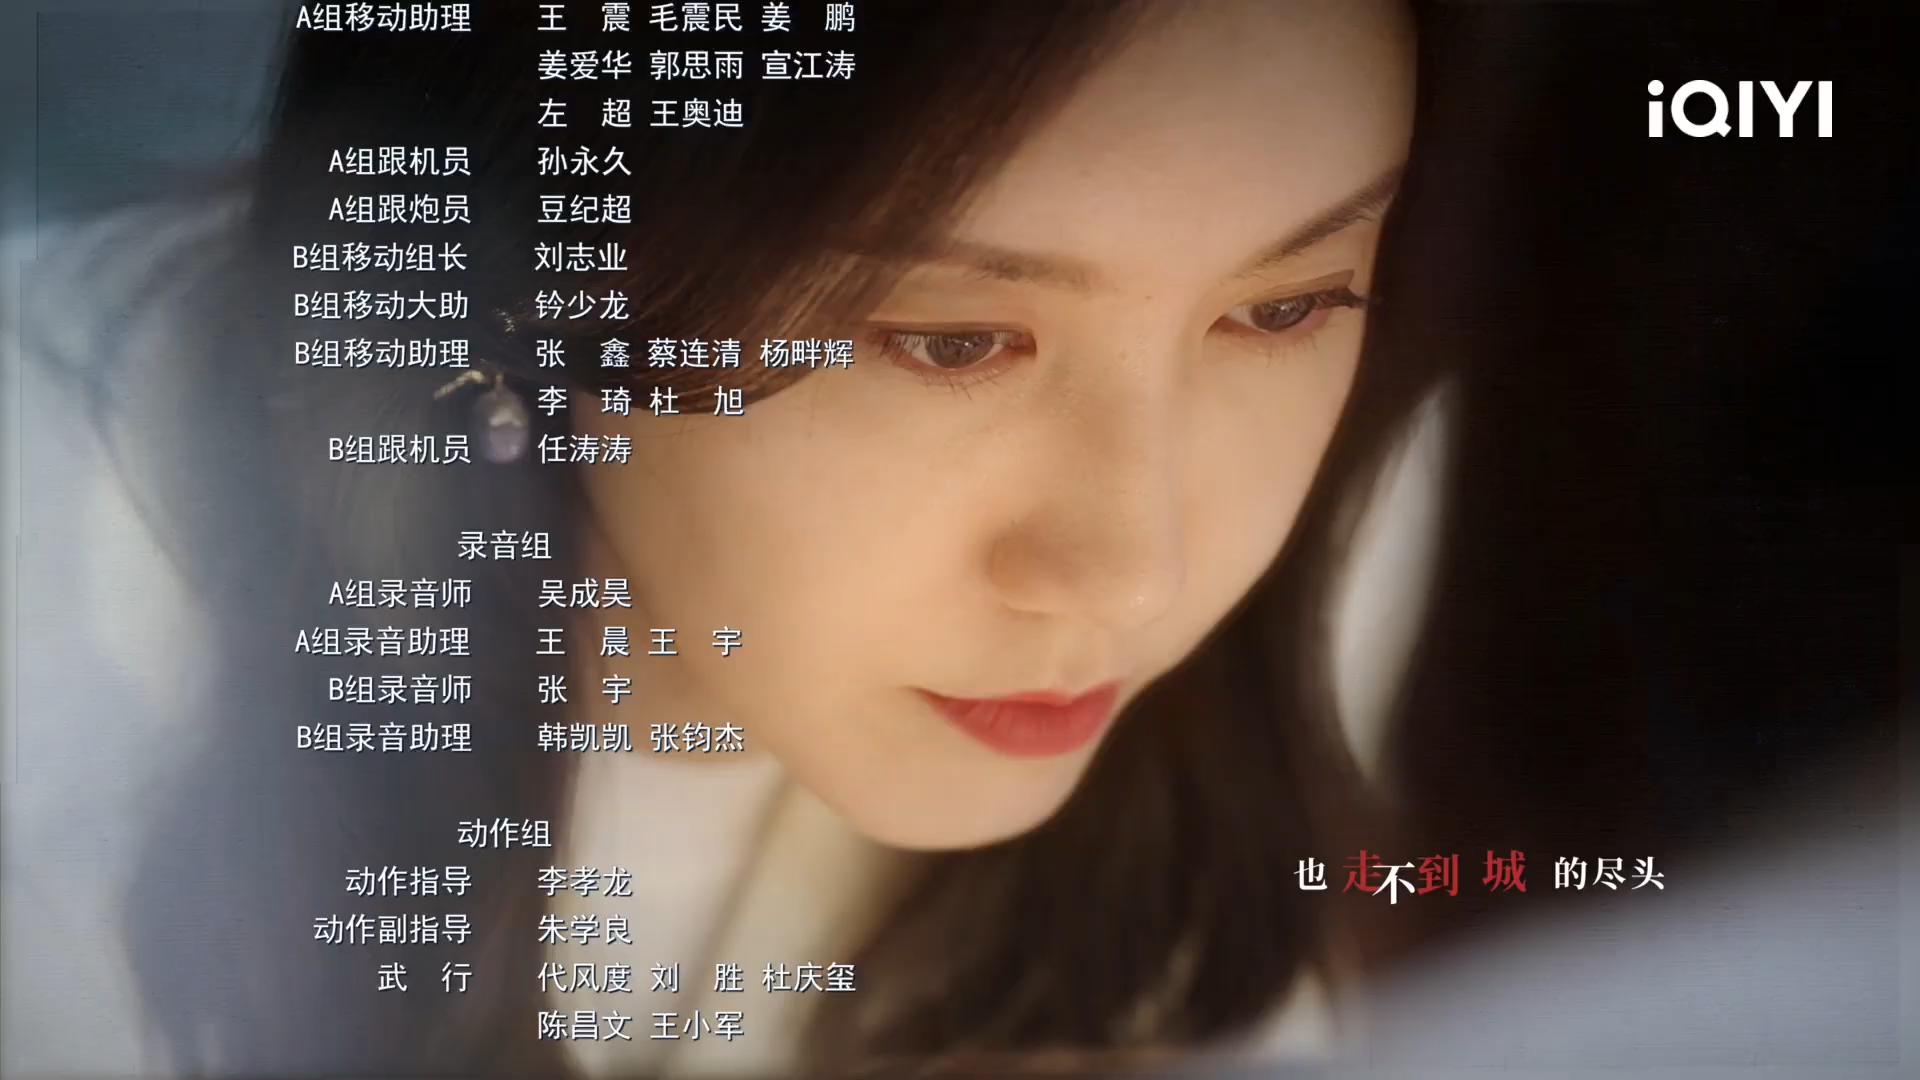 A组移动助理 王 震 毛震民 姜 鹏
姜爱华 郭思雨 宣江涛
左 超 王奥迪
A组跟机员 孙永久
A组跟炮员 豆纪超
B组移动组长 刘志业
B组移动大助 钤少龙
B组移动助理 张 鑫 蔡连清 杨畔辉
李 琦 杜 旭
B组跟机员 任涛涛
录音组
A组录音师 吴成昊
A组录音助理 王 晨 王 宇
B组录音师 张 宇
B组录音助理 韩凯凯 张钧杰
动作组
动作指导 李孝龙
动作副指导 朱学良
武 行 代风度 刘 胜 杜庆玺
陈昌文 王小军
iQIYI
也走不到城的尽头